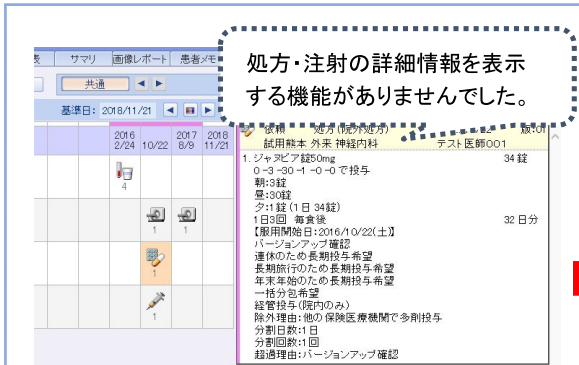 処方・注射の詳細情報を表示
する機能がありませんでした。
表 サマリ 画像レポート 患者メモ
共通
基準日: 2018/11/21
2016 2017 2018
2/24 10/22 8/9 11/21
4
1 1
1
1
依頼 処方(院外処方)
試用熊本 外来 神経内科 テスト医師001
1. ジャヌビア錠50mg 34錠
0-3-30-1-0-0で投与
朝:3錠
昼:30錠
夕:1錠(1日 34錠)
1日3回 毎食後 32日分
【服用開始日:2016/10/22(土)】
バージョンアップ確認
連休のため長期投与希望
長期旅行のため長期投与希望
年末年始のため長期投与希望
一括分包希望
経管投与(院内のみ)
除外理由:他の保険医療機関で多剤投与
分割日数:1日
分割回数:1回
超過理由:バージョンアップ確認